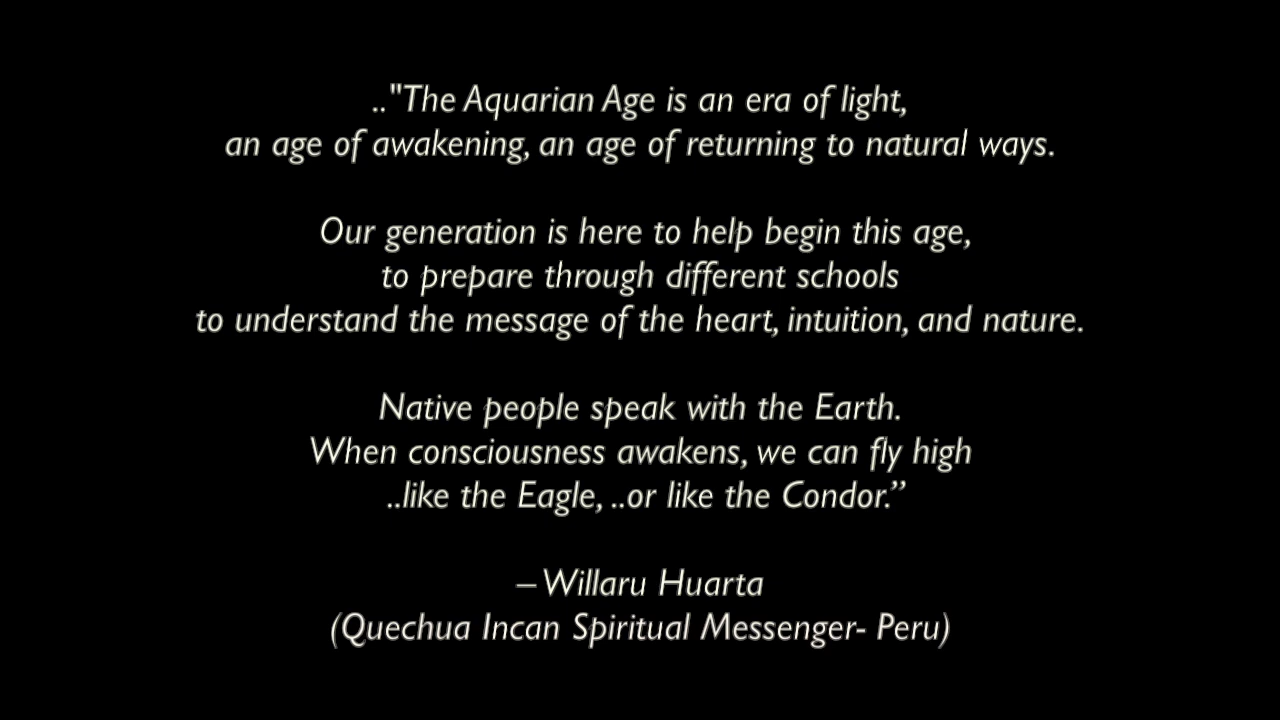 .."The Aquarian Age is an era of light,
an age of awakening, an age of returning to natural ways.
Our generation is here to help begin this age,
to prepare through different schools
to understand the message of the heart, intuition, and nature.
Native people speak with the Earth.
When consciousness awakens, we can fly high
..like the Eagle, ..or like the Condor.”
– Willaru Huarta
(Quechua Incan Spiritual Messenger- Peru)